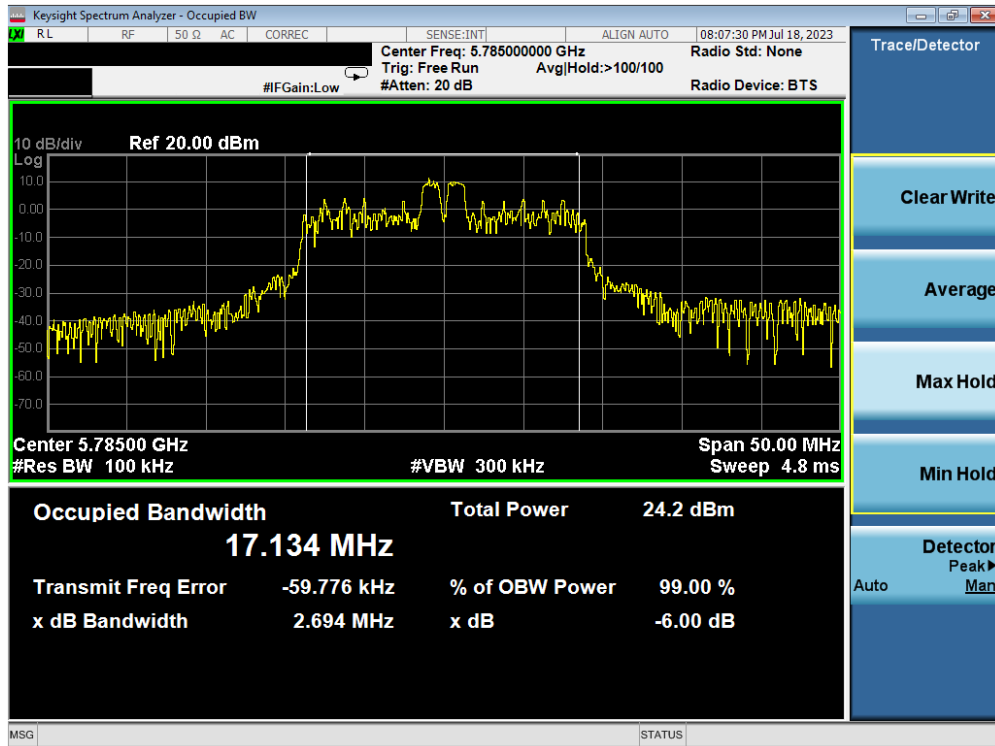 Keysight Spectrum Analyzer - Occupied BW
LXI RL RF 50 Ω AC CORREC SENSE:INT ALIGN AUTO 08:07:30 PM Jul 18, 2023
Center Freq: 5.785000000 GHz Radio Std: None
Trig: Free Run Avg|Hold:>100/100
#IFGain:Low #Atten: 20 dB Radio Device: BTS
10 dB/div Ref 20.00 dBm
Log
10.0
0.00
-10.0
-20.0
-30.0
-40.0
-50.0
-60.0
-70.0
Center 5.78500 GHz Span 50.00 MHz
#Res BW 100 kHz #VBW 300 kHz Sweep 4.8 ms
Occupied Bandwidth Total Power 24.2 dBm
17.134 MHz
Transmit Freq Error -59.776 kHz % of OBW Power 99.00 %
x dB Bandwidth 2.694 MHz x dB -6.00 dB
Trace/Detector
Clear Write
Average
Max Hold
Min Hold
Detector
Peak▶
Auto Man
MSG STATUS